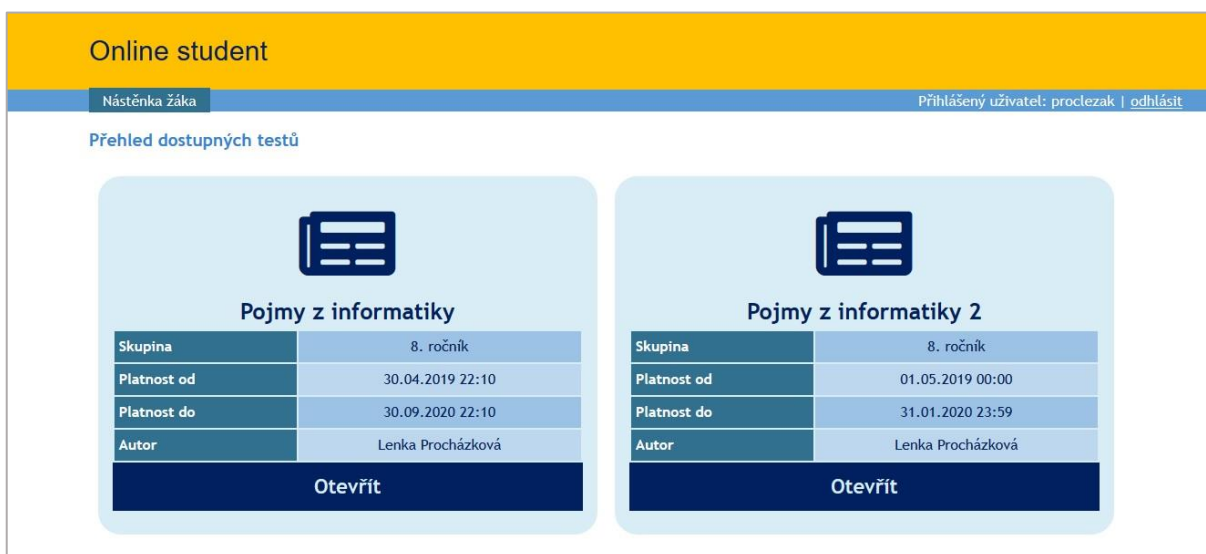 Online student
Nástěnka žáka
Přihlášený uživatel: proclezak | odhlásit
Přehled dostupných testů
Pojmy z informatiky
Skupina 8. ročník
Platnost od 30.04.2019 22:10
Platnost do 30.09.2020 22:10
Autor Lenka Procházková
Otevřít
Pojmy z informatiky 2
Skupina 8. ročník
Platnost od 01.05.2019 00:00
Platnost do 31.01.2020 23:59
Autor Lenka Procházková
Otevřít